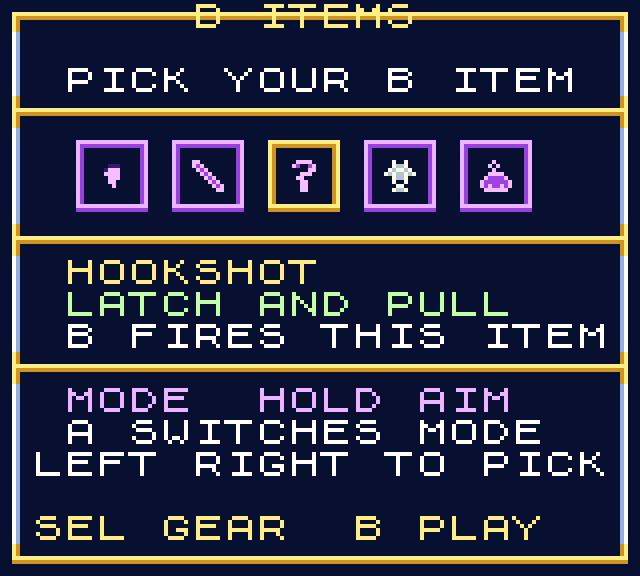 B ITEMS
PICK YOUR B ITEM
?
HOOKSHOT
LATCH AND PULL
B FIRES THIS ITEM
MODE HOLD AIM
A SWITCHES MODE
LEFT RIGHT TO PICK
SEL GEAR B PLAY